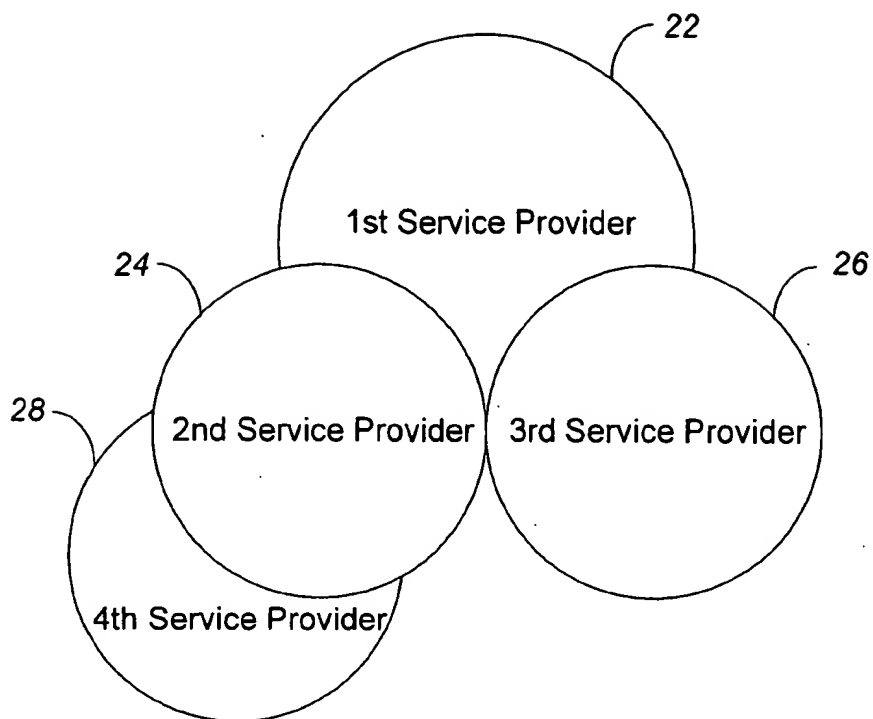 22
1st Service Provider
24
26
2nd Service Provider
3rd Service Provider
28
4th Service Provider